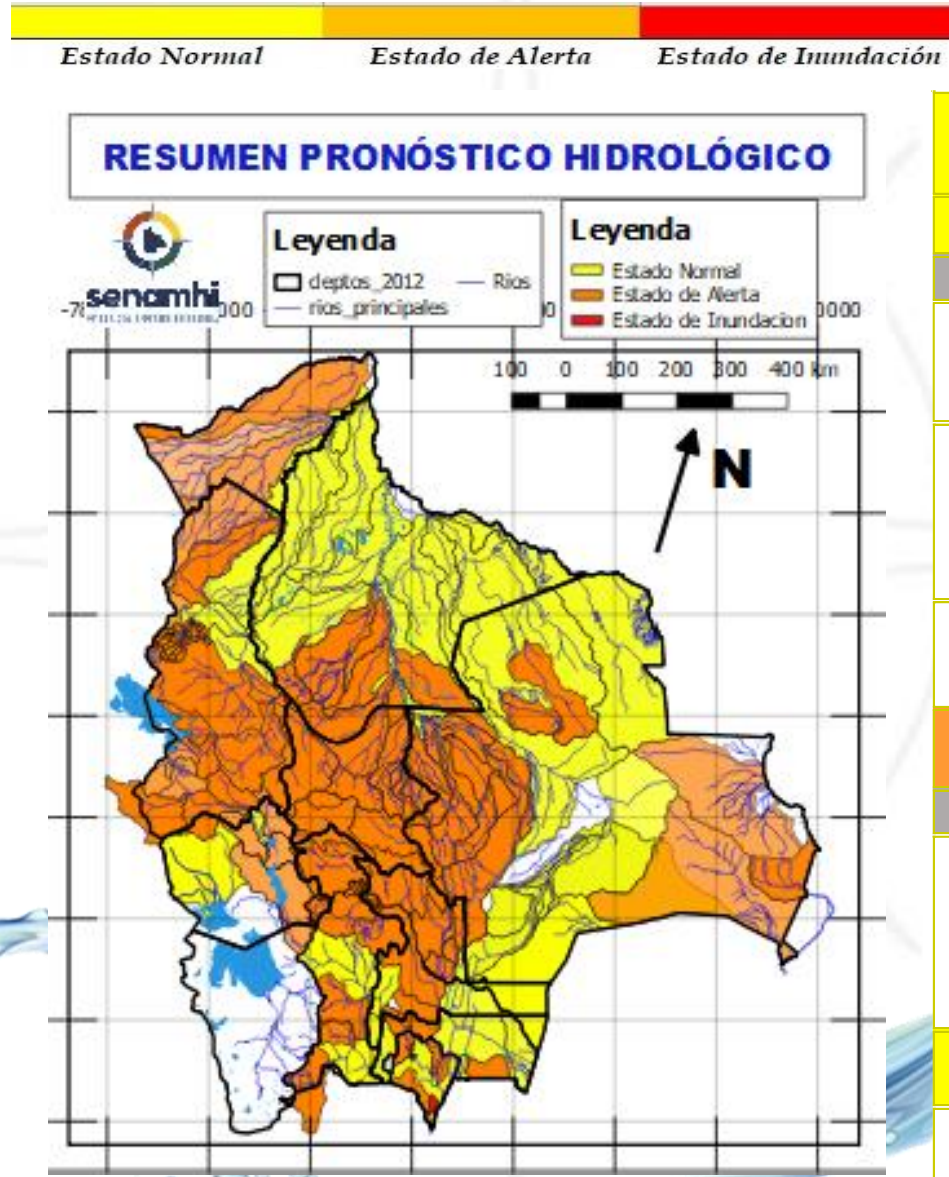 Estado Normal Estado de Alerta Estado de Inundación
RESUMEN PRONÓSTICO HIDROLÓGICO
senamhi
Leyenda
deptos_2012 Rios
rios_principales
Leyenda
Estado Normal
Estado de Alerta
Estado de Inundacion
100 0 100 200 300 400 km
N